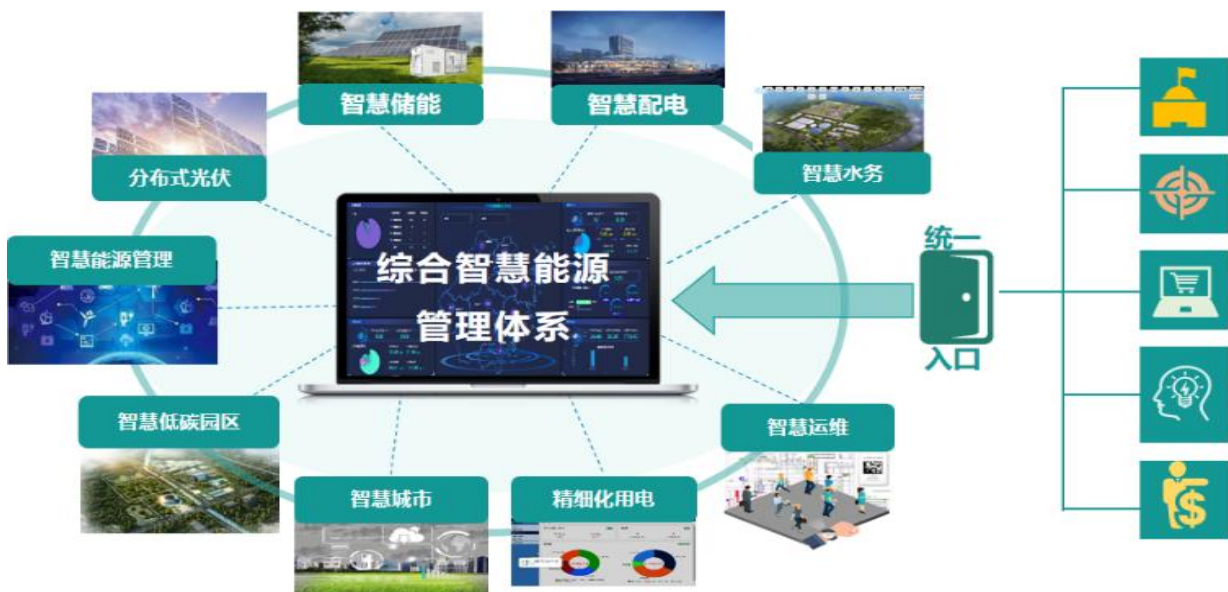 智慧储能
智慧配电
分布式光伏
智慧水务
智慧能源管理
综合智慧能源
管理体系
统一
入口
智慧低碳园区
智慧运维
智慧城市
精细化用电